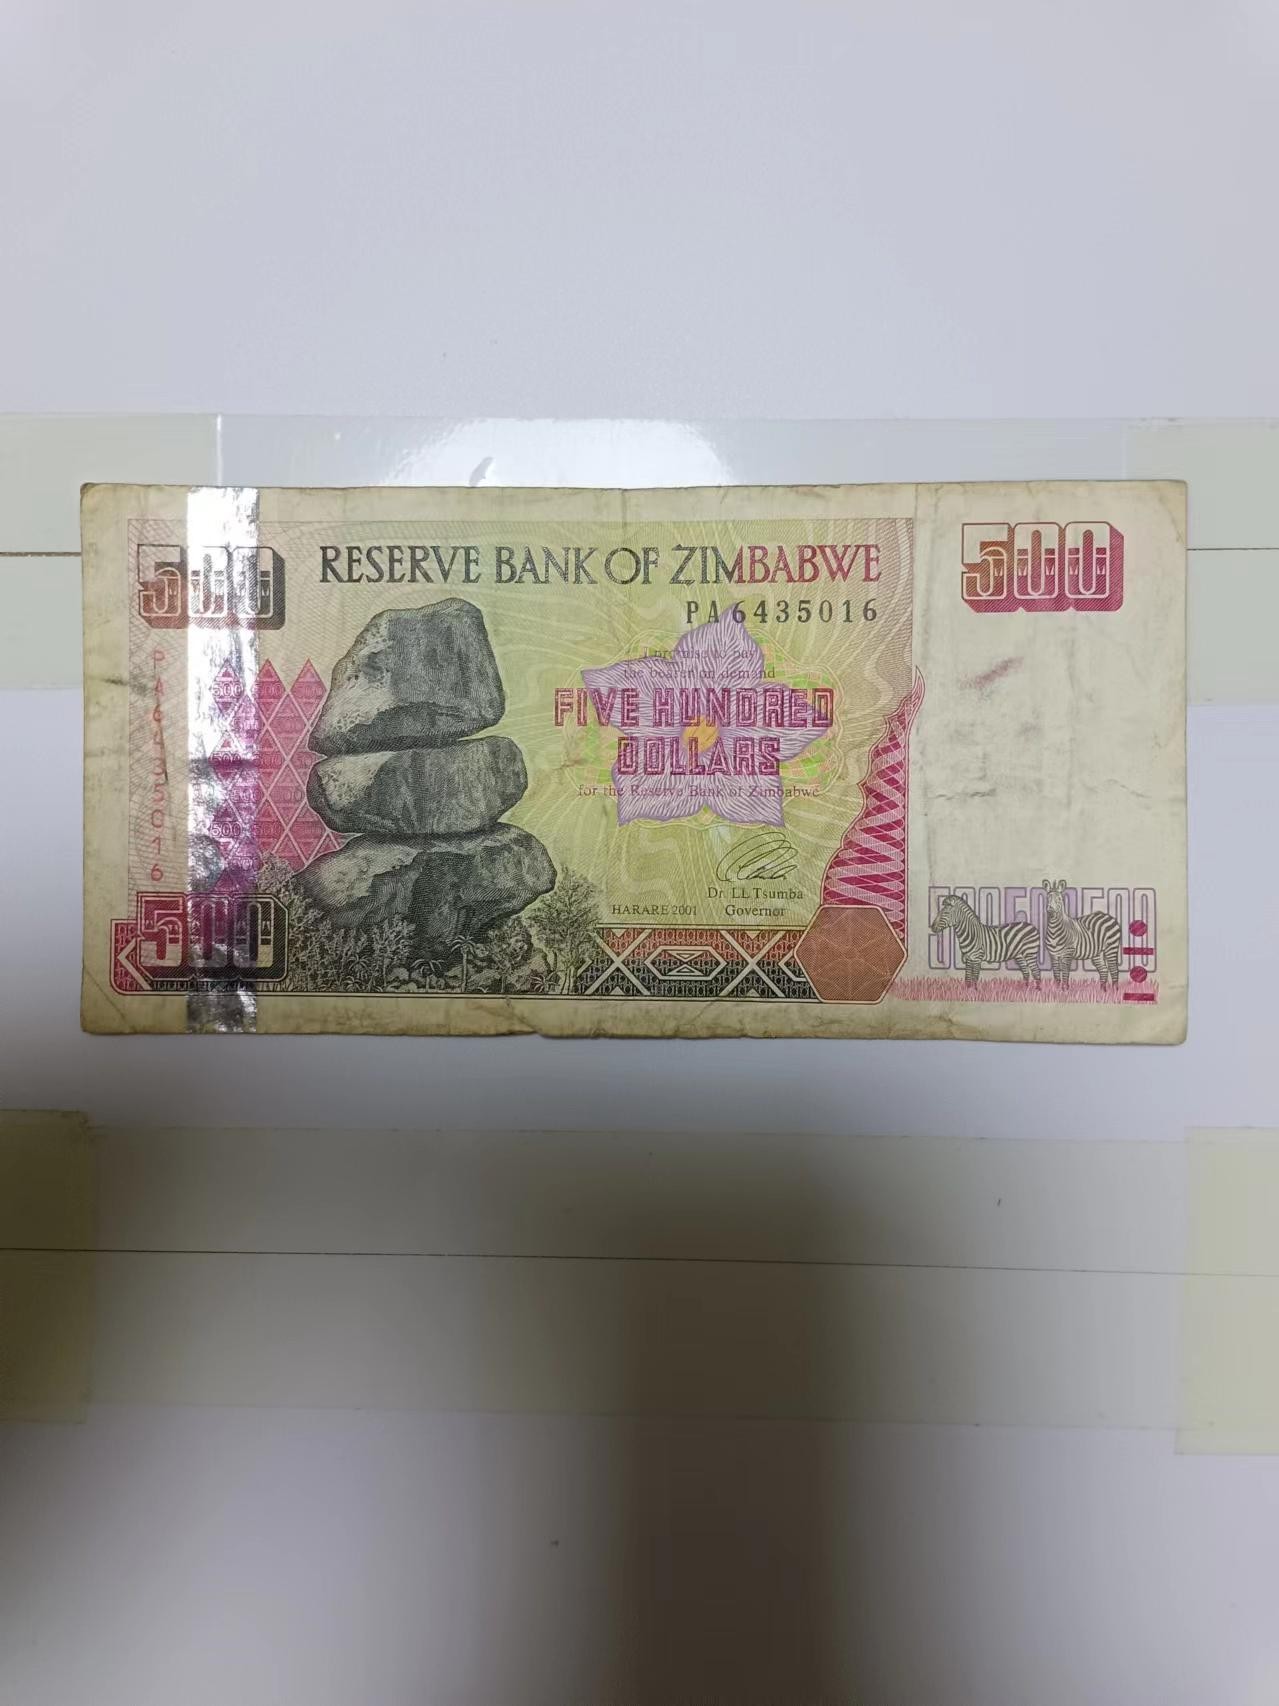 500
RESERVE BANK OF ZIMBABWE
500
PA6435016
I promise to pay
the bearer on demand
FIVE HUNDRED
DOLLARS
for the Reserve Bank of Zimbabwe
Dr. L.L. Tsumba
HARARE 2001 Governor
PA6435016
500
500500500